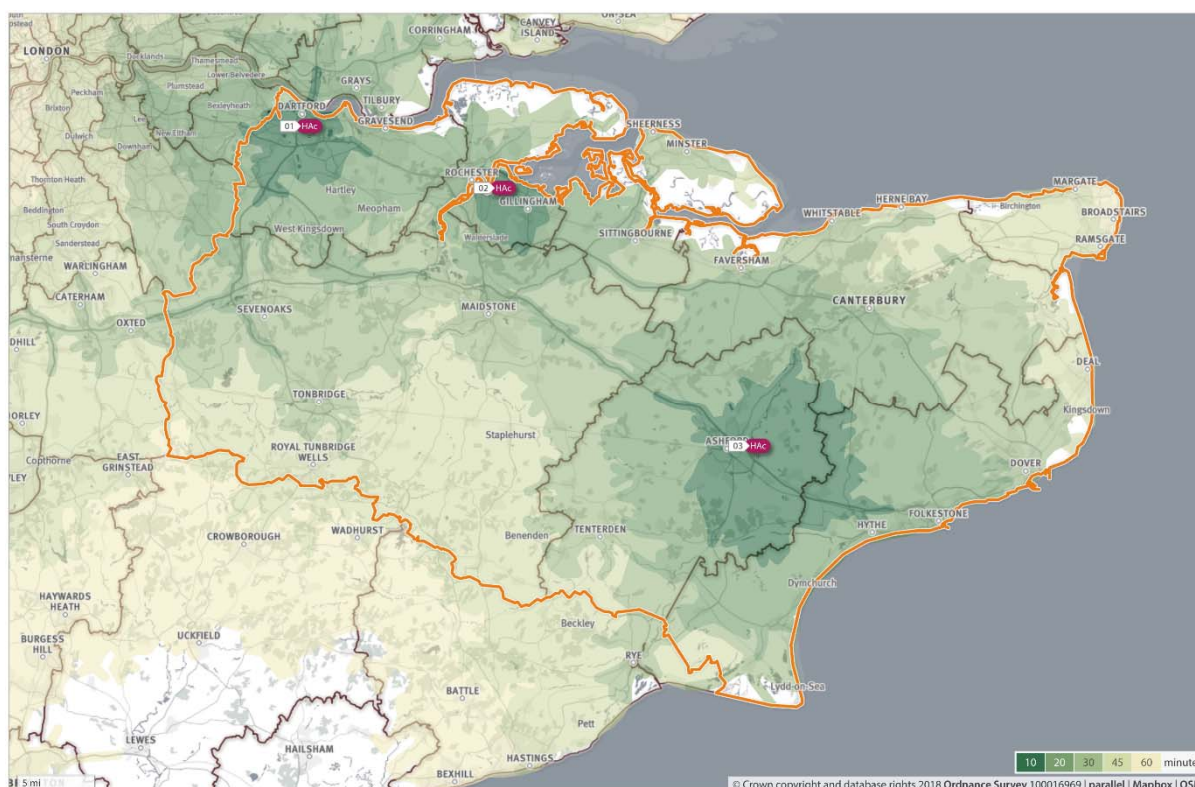 CORRINGHAM
CANVEY
ISLAND
LONDON
Docklands
Thamesmead
GRAYS
Lower Belvedere
Plumstead
TILBURY
Peckham
Bexleyheath
DARTFORD
Brixton
Lee
New Eltham
01 HAc
GRAVESEND
SHEERNESS
Dulwich
Downsham
MINSTER
ROCHESTER
Thornton Heath
Hartley
02 HAc
MARGATE
Beddington
Meopham
GILLINGHAM
HERNE BAY
Birchington
WHITSTABLE
BROADSTAIRS
South Croydon
West Kingsdown
Walderslade
SITTINGBOURNE
Sanderstead
RAMSGATE
WARLINGHAM
FAVERSHAM
CATERHAM
CANTERBURY
SEVENOAKS
MAIDSTONE
OXTED
DEAL
TONBRIDGE
Kingsdown
Staplehurst
ROYAL TUNBRIDGE
WELLS
ASHFORD
03 HAc
EAST
GRINSTEAD
Copthorne
DOVER
FOLKESTONE
TENTERDEN
HYTHE
WADHURST
CROWBOROUGH
Benenden
Dymchurch
HAYWARDS
HEATH
Beckley
UCKFIELD
BURGESS
HILL
RYE
BATTLE
Lydd-on-Sea
Pett
LEWES
HAILSHAM
HASTINGS
BEXHILL
10 20 30 45 60 minute
5 mi
© Crown copyright and database rights 2018 Ordnance Survey 100016969 | parallel | Mapbox | OS